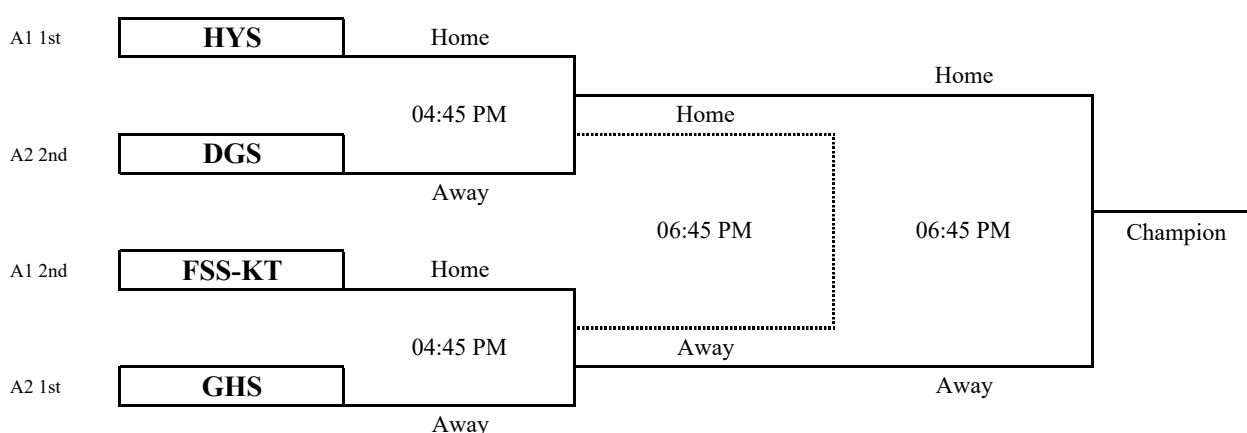 A1 1st HYS Home
Home
04:45 PM Home
A2 2nd DGS
Away
06:45 PM 06:45 PM Champion
A1 2nd FSS-KT Home
04:45 PM Away
A2 1st GHS Away
Away